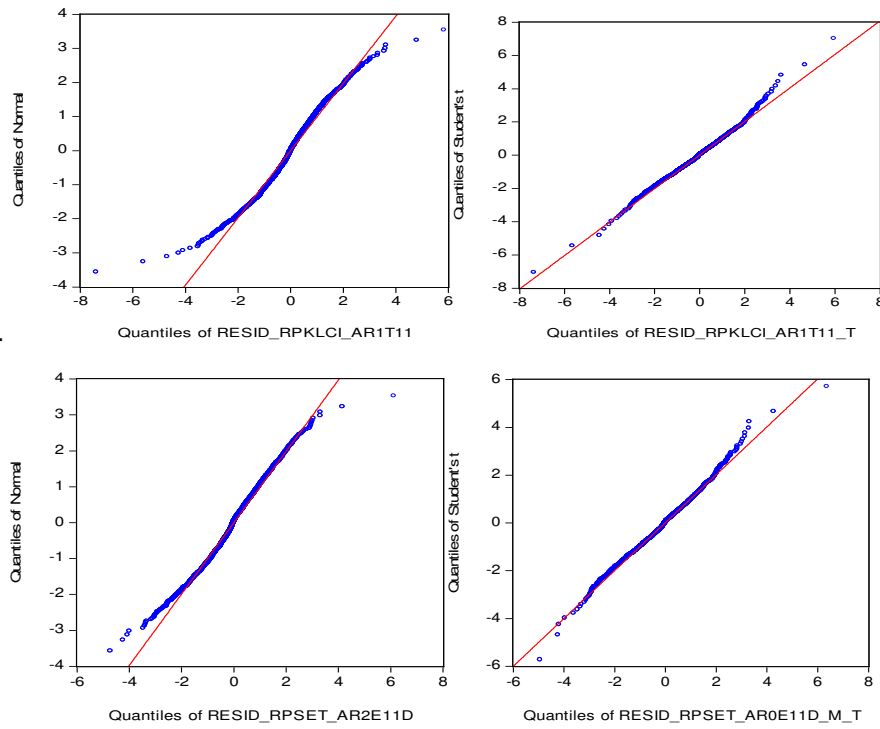 4
3
2
1
0
-1
-2
-3
-4
Quantiles of Normal
-8 -6 -4 -2 0 2 4 6
Quantiles of RESID_RPKLCI_AR1T11
8
6
4
2
0
-2
-4
-6
-8
Quantiles of Student's t
-8 -6 -4 -2 0 2 4 6 8
Quantiles of RESID_RPKLCI_AR1T11_T
4
3
2
1
0
-1
-2
-3
-4
Quantiles of Normal
-6 -4 -2 0 2 4 6 8
Quantiles of RESID_RPSET_AR2E11D
6
4
2
0
-2
-4
-6
Quantiles of Student's t
-6 -4 -2 0 2 4 6 8
Quantiles of RESID_RPSET_AR0E11D_M_T